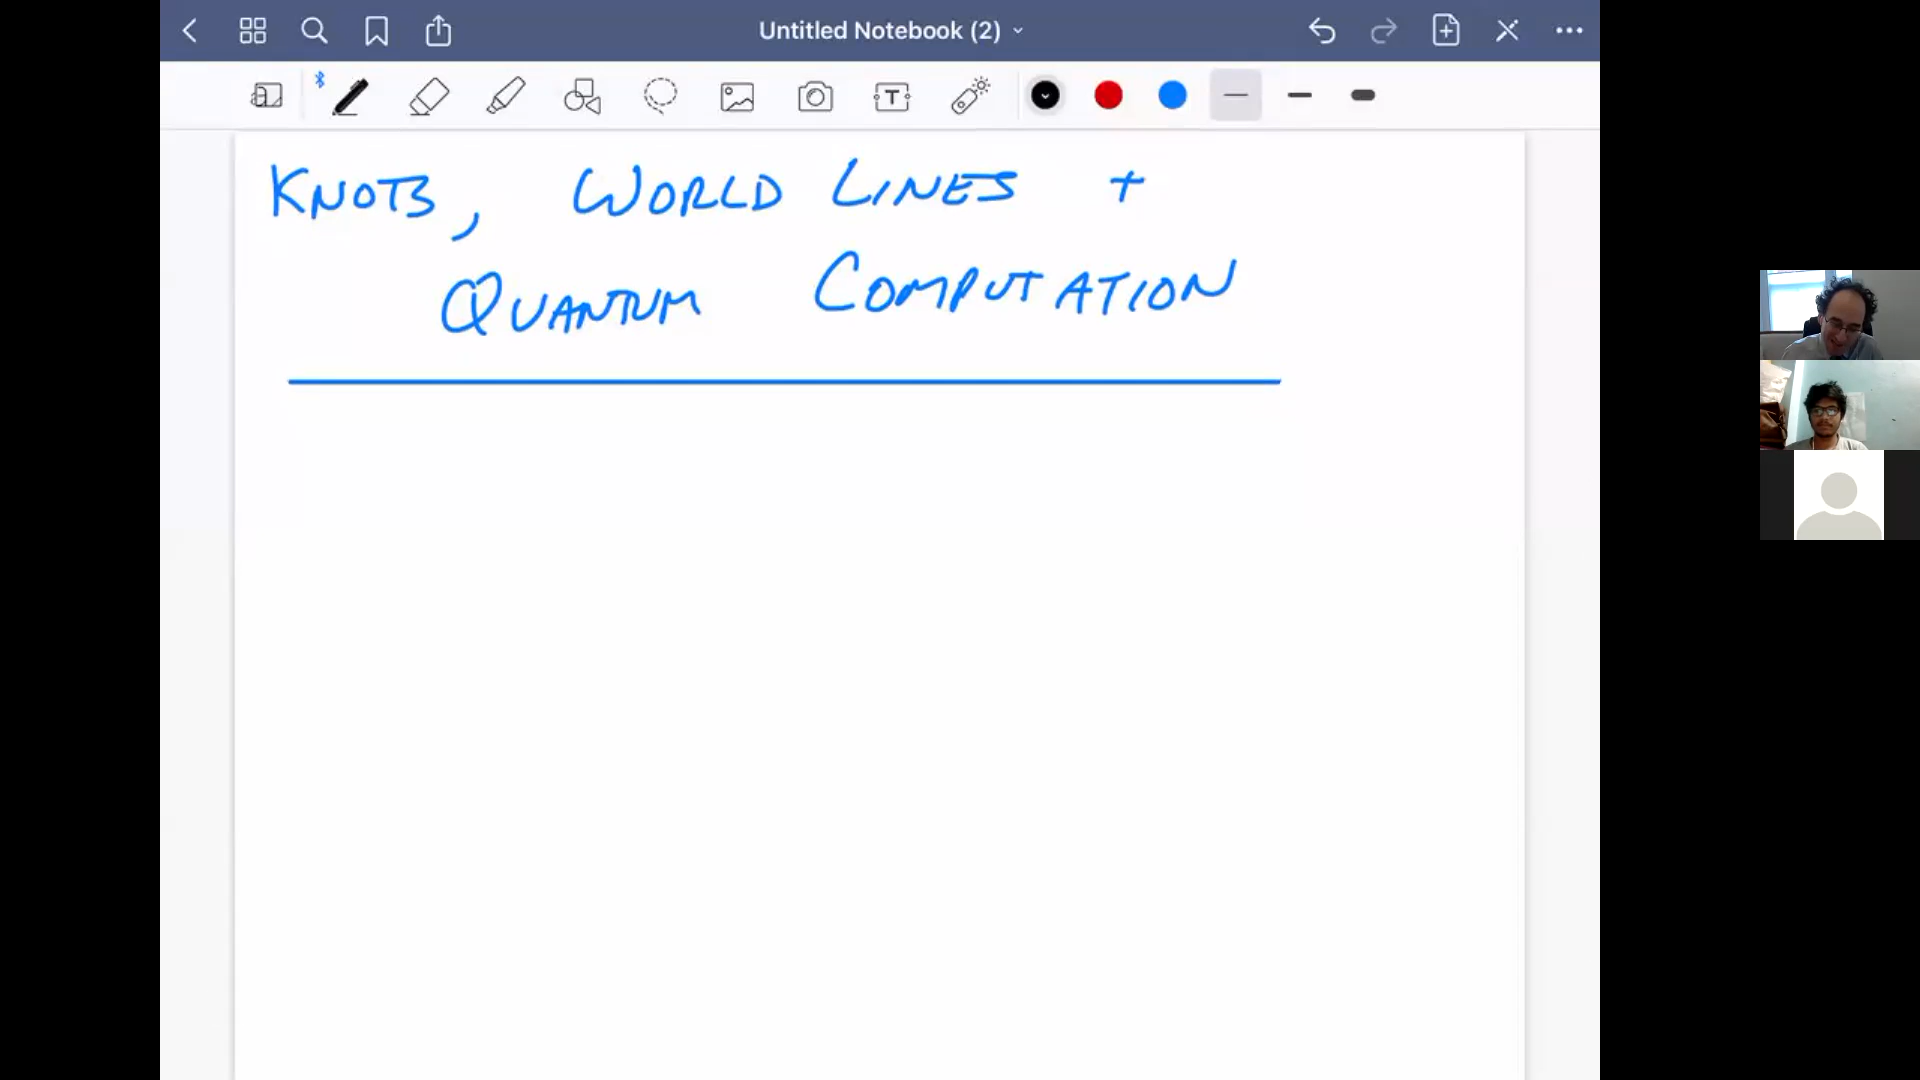 Untitled Notebook (2)
KNOTS, WORLD LINES +
QUANTUM COMPUTATION